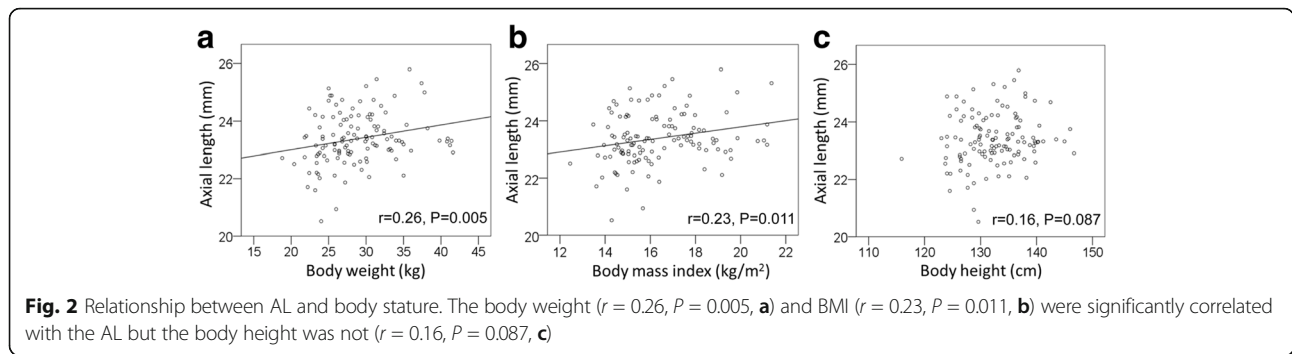 a
b
c
26
24
22
20
Axial length (mm)
r=0.26, P=0.005
15 20 25 30 35 40 45
Body weight (kg)
26
24
22
20
Axial length (mm)
r=0.23, P=0.011
12 14 16 18 20 22
Body mass index (kg/m²)
26
24
22
20
Axial length (mm)
r=0.16, P=0.087
110 120 130 140 150
Body height (cm)
Fig. 2 Relationship between AL and body stature. The body weight (r = 0.26, P = 0.005, a) and BMI (r = 0.23, P = 0.011, b) were significantly correlated
with the AL but the body height was not (r = 0.16, P = 0.087, c)